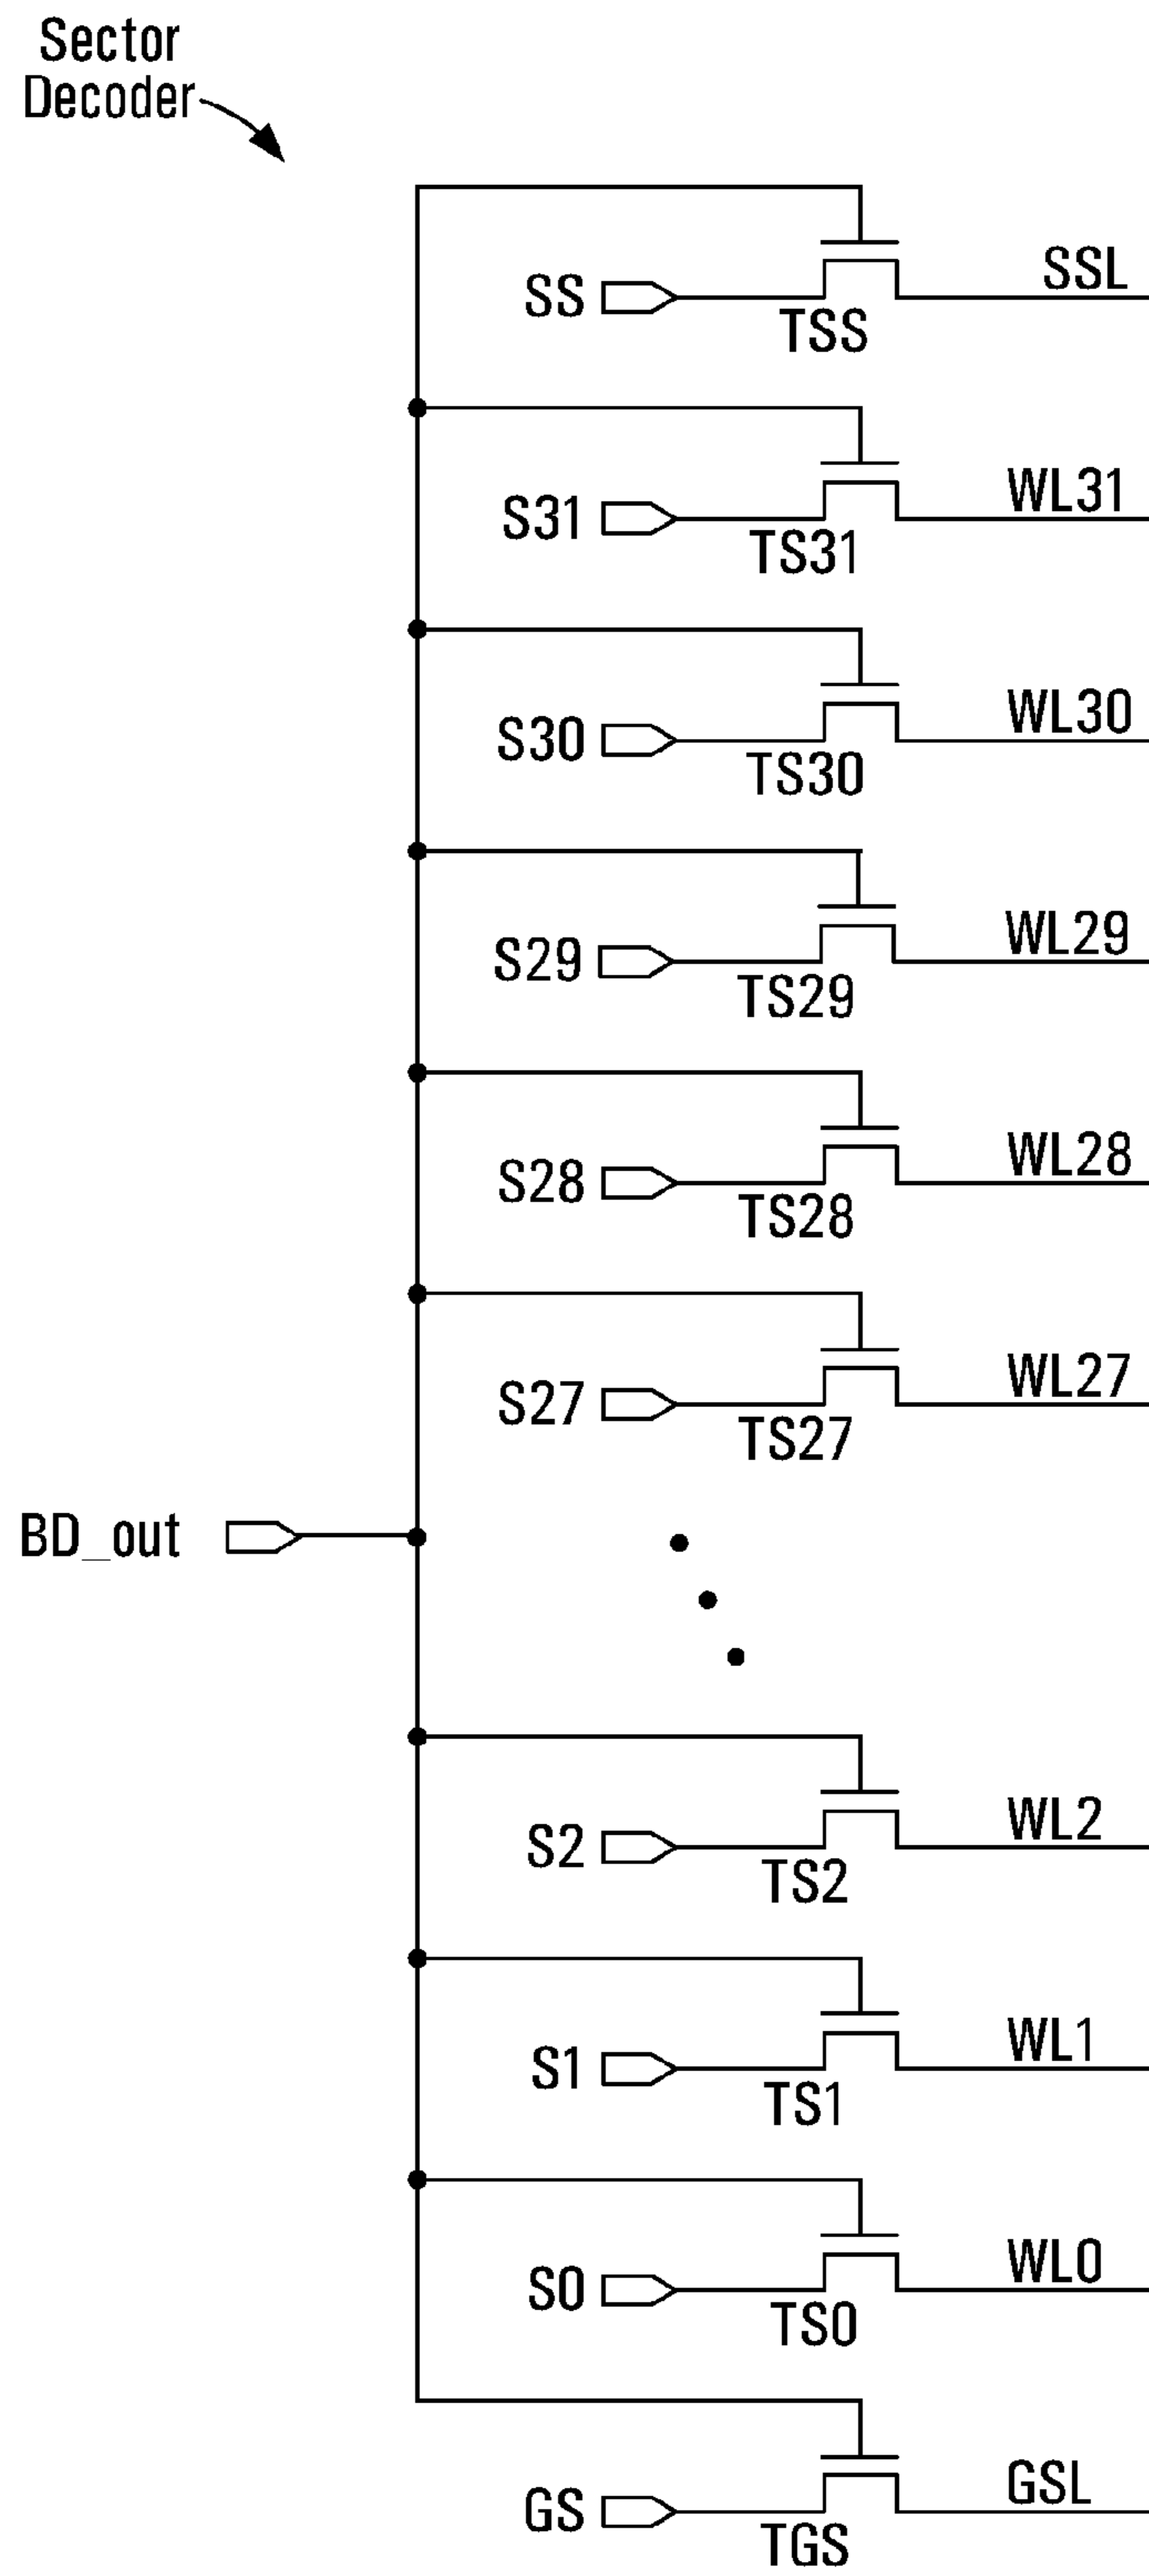 Sector
Decoder
SS
TSS
SSL
S31
TS31
WL31
S30
TS30
WL30
S29
TS29
WL29
S28
TS28
WL28
S27
TS27
WL27
BD_out
S2
TS2
WL2
S1
TS1
WL1
S0
TS0
WL0
GS
TGS
GSL